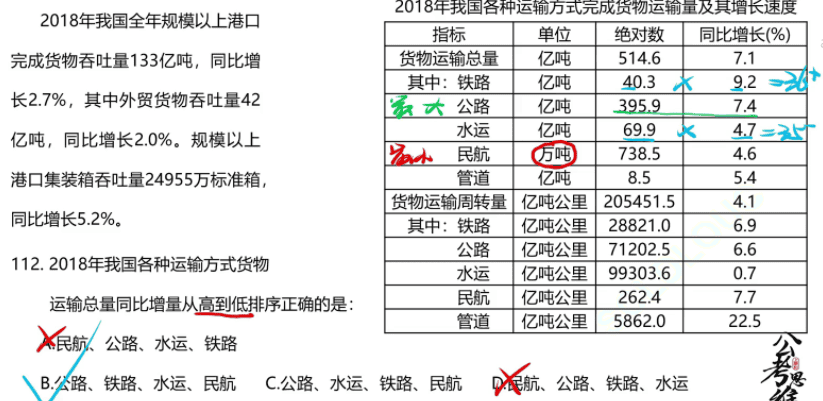 2018年我国全年规模以上港口
完成货物吞吐量133亿吨，同比增
长2.7%，其中外贸货物吞吐量42
亿吨，同比增长2.0%。规模以上
港口集装箱吞吐量24955万标准箱，
同比增长5.2%。
2018年我国各种运输方式完成货物运输量及其增长速度
指标 单位 绝对数 同比增长(%)
货物运输总量 亿吨 514.6 7.1
其中：铁路 亿吨 40.3 × 9.2 =36+
最大 公路 亿吨 395.9 7.4
水运 亿吨 69.9 × 4.7 =35-
最小 民航 万吨 738.5 4.6
管道 亿吨 8.5 5.4
货物运输周转量 亿吨公里 205451.5 4.1
其中：铁路 亿吨公里 28821.0 6.9
公路 亿吨公里 71202.5 6.6
水运 亿吨公里 99303.6 0.7
民航 亿吨公里 262.4 7.7
管道 亿吨公里 5862.0 22.5
112. 2018年我国各种运输方式货物
运输总量同比增量从高到低排序正确的是：
A.民航、公路、水运、铁路
B.公路、铁路、水运、民航 C.公路、水运、铁路、民航 D.民航、公路、铁路、水运
公考思维